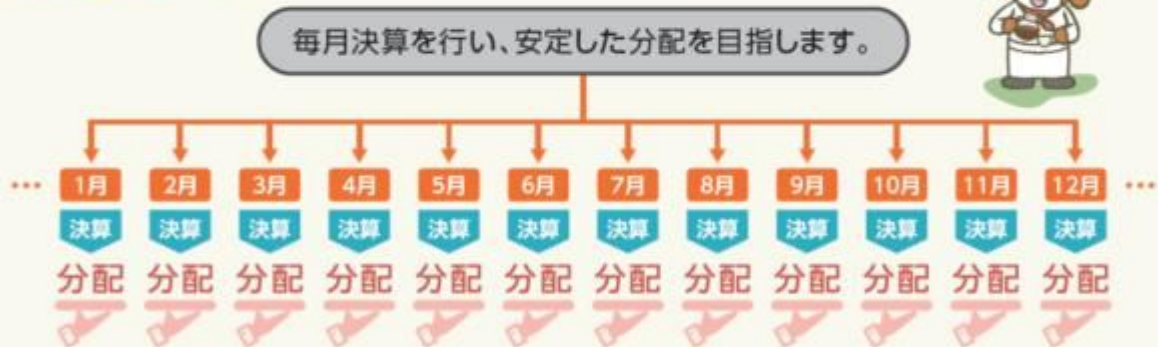 毎月決算を行い、安定した分配を目指します。
… 1月 2月 3月 4月 5月 6月 7月 8月 9月 10月 11月 12月 …
決算 決算 決算 決算 決算 決算 決算 決算 決算 決算 決算 決算
分配 分配 分配 分配 分配 分配 分配 分配 分配 分配 分配 分配